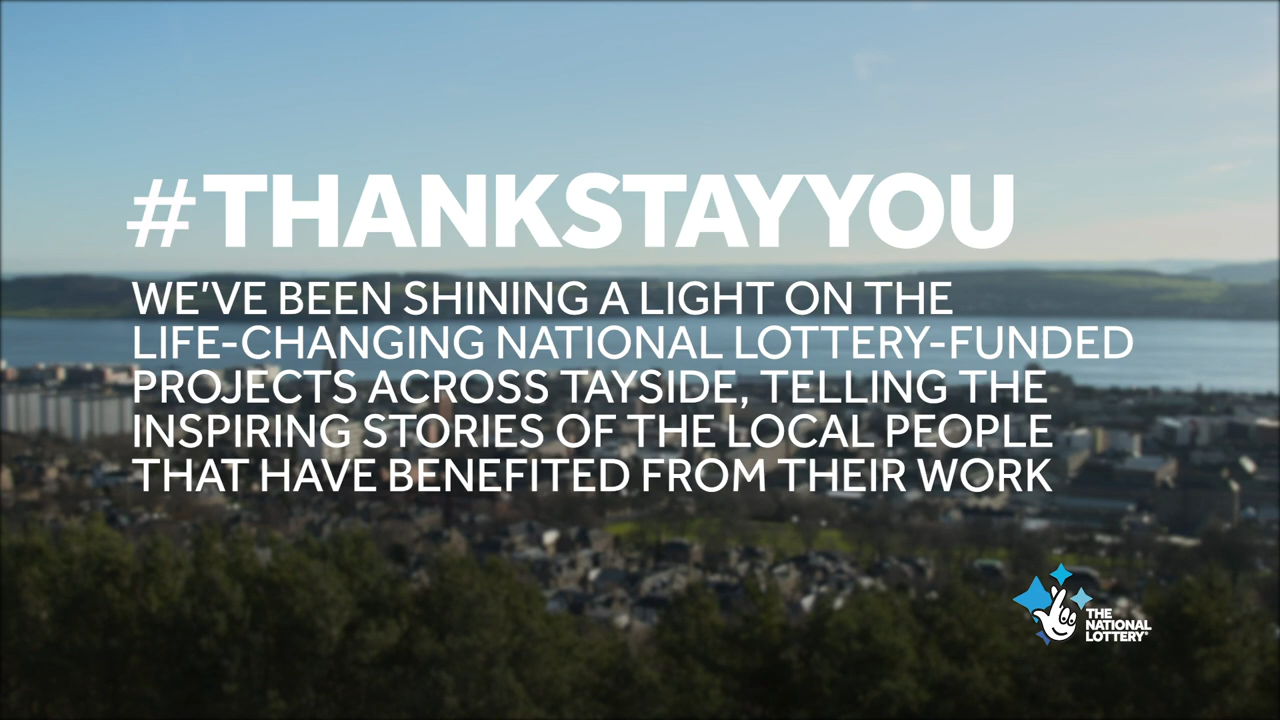 #THANKSTAYYOU
WE'VE BEEN SHINING A LIGHT ON THE
LIFE-CHANGING NATIONAL LOTTERY-FUNDED
PROJECTS ACROSS TAYSIDE, TELLING THE
INSPIRING STORIES OF THE LOCAL PEOPLE
THAT HAVE BENEFITED FROM THEIR WORK
THE
NATIONAL
LOTTERY®